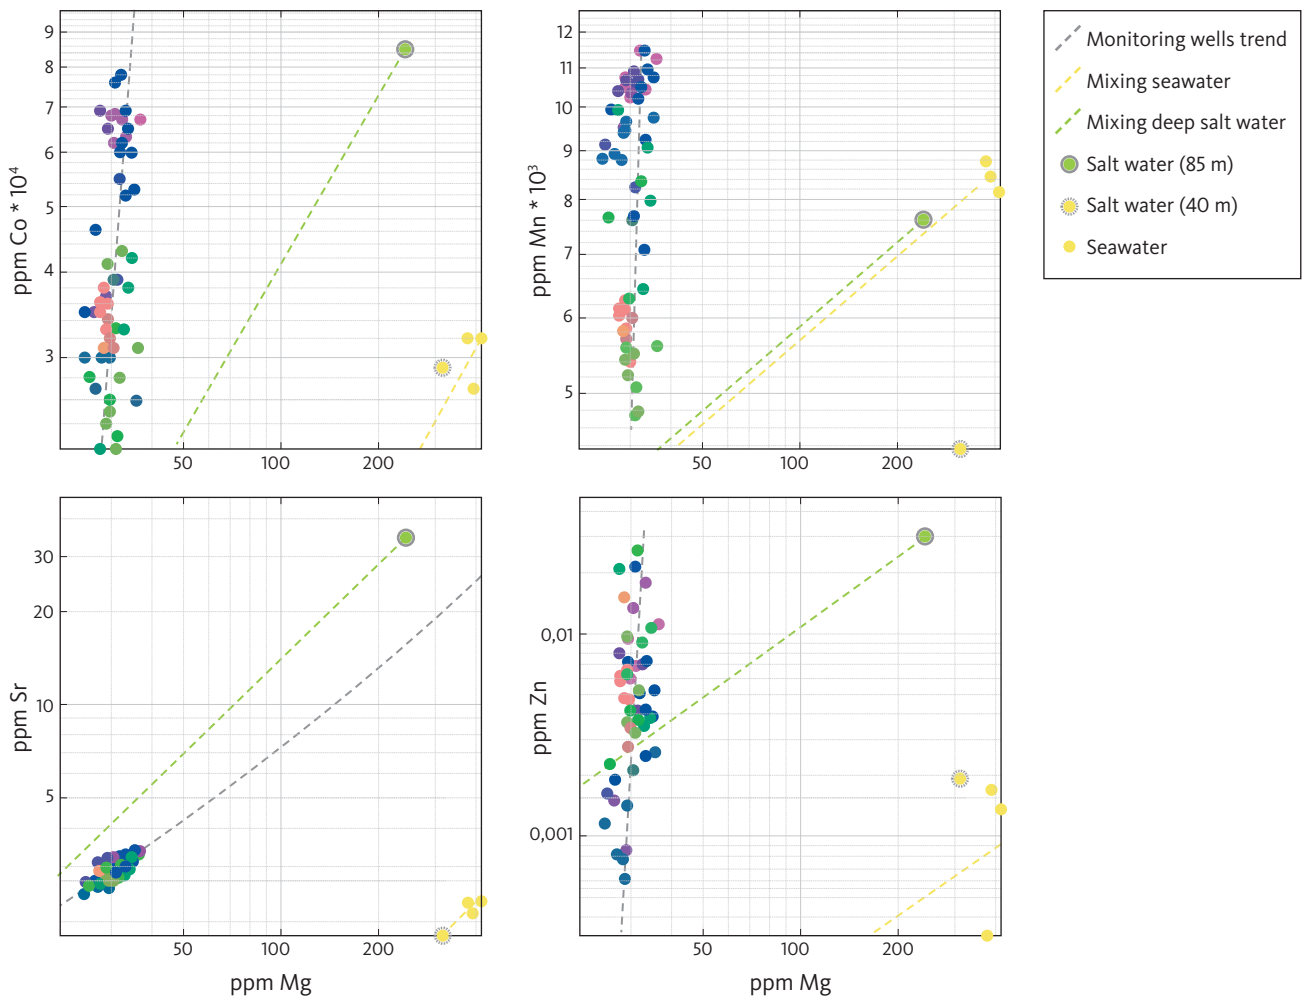 9
8
7
6
5
4
3
ppm Co * 10⁴
50
100
200
12
11
10
9
8
7
6
5
ppm Mn * 10³
50
100
200
Monitoring wells trend
Mixing seawater
Mixing deep salt water
Salt water (85 m)
Salt water (40 m)
Seawater
30
20
10
5
ppm Sr
50
100
200
ppm Mg
0,01
0,001
ppm Zn
50
100
200
ppm Mg